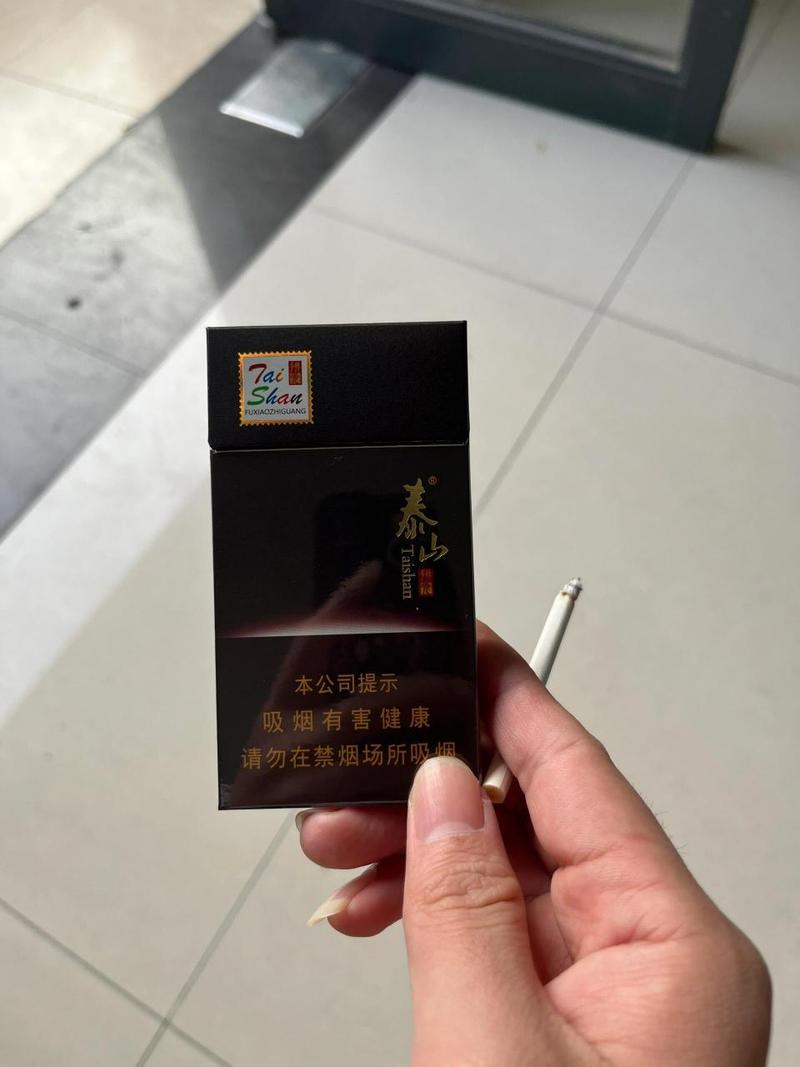 Tai
Shan
FUXIAOZHIGUANG
泰山®
Taishan
本公司提示
吸烟有害健康
请勿在禁烟场所吸烟